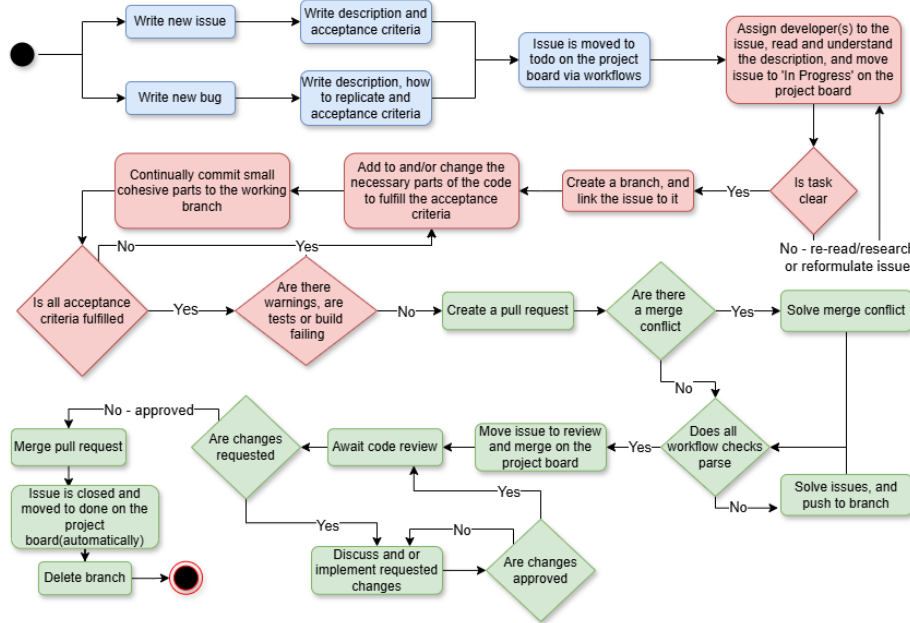 Write new issue
Write description and
acceptance criteria
Write new bug
Write description, how
to replicate and
acceptance criteria
Issue is moved to
todo on the project
board via workflows
Assign developer(s) to the
issue, read and understand
the description, and move
issue to 'In Progress' on the
project board
Is task
clear
No - re-read/research
or reformulate issue
Yes
Create a branch, and
link the issue to it
Add to and/or change the
necessary parts of the code
to fulfill the acceptance
criteria
Continually commit small
cohesive parts to the working
branch
Is all acceptance
criteria fulfilled
No
Yes
Are there
warnings, are
tests or build
failing
Yes
No
Create a pull request
Are there
a merge
conflict
Yes
Solve merge conflict
No
Does all
workflow checks
parse
No
Solve issues, and
push to branch
Yes
Move issue to review
and merge on the
project board
Await code review
Are changes
requested
Yes
Discuss and or
implement requested
changes
Are changes
approved
No
Yes
No - approved
Merge pull request
Issue is closed and
moved to done on the
project
board(automatically)
Delete branch